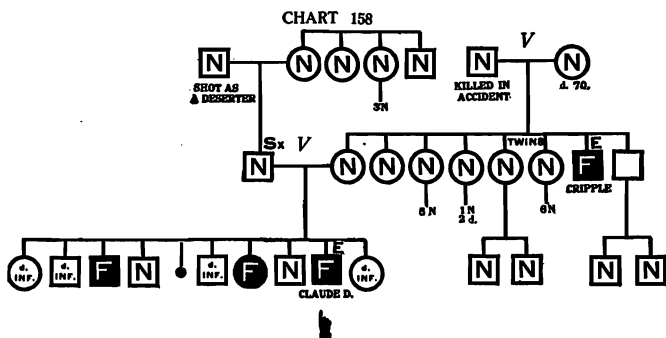 CHART 158
V
N N N N N N N
SHOT AS A DESERTER
3N
KILLED IN ACCIDENT
d. 70.
Sx V TWINS E
N N N N N N N F
CRIPPLE
5 N 1 N 6 N
2 d.
E
d. INF. d. INF. F N d. INF. F N F d. INF. N N N N
CLAUDE D.